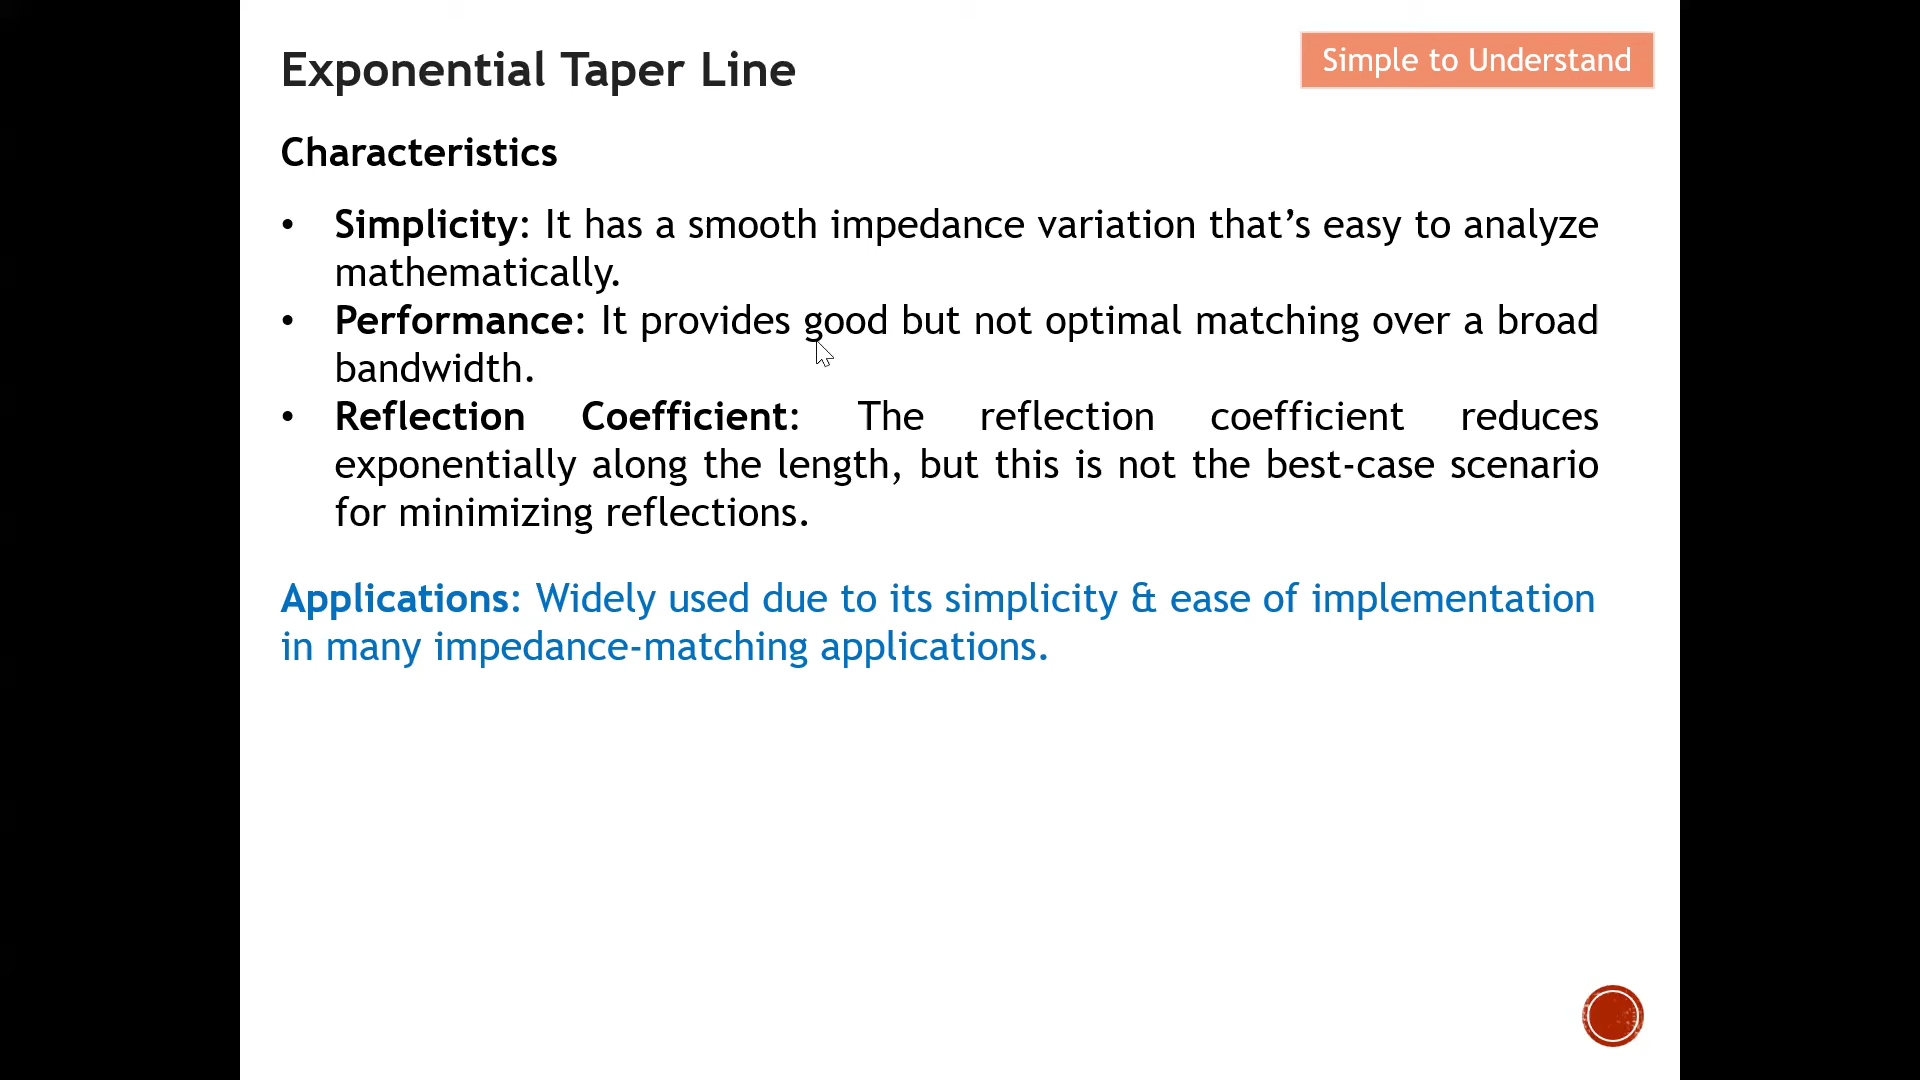 Exponential Taper Line
Simple to Understand
Characteristics
• Simplicity: It has a smooth impedance variation that’s easy to analyze
mathematically.
• Performance: It provides good but not optimal matching over a broad
bandwidth.
• Reflection Coefficient: The reflection coefficient reduces
exponentially along the length, but this is not the best-case scenario
for minimizing reflections.
Applications: Widely used due to its simplicity & ease of implementation
in many impedance-matching applications.